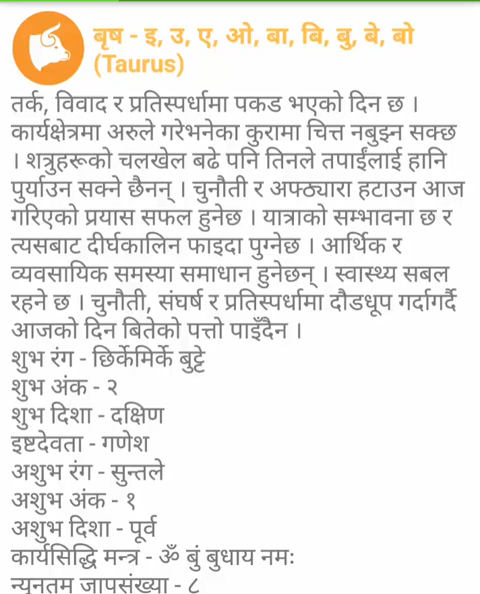 बृष - इ, उ, ए, ओ, बा, बि, बु, बे, बो
(Taurus)
तर्क, विवाद र प्रतिस्पर्धामा पकड भएको दिन छ ।
कार्यक्षेत्रमा अरुले गरेभनेका कुरामा चित्त नबुझ्न सक्छ
। शत्रुहरूको चलखेल बढे पनि तिनले तपाईंलाई हानि
पुर्याउन सक्ने छैनन् । चुनौती र अफ्ठ्यारा हटाउन आज
गरिएको प्रयास सफल हुनेछ । यात्राको सम्भावना छ र
त्यसबाट दीर्घकालिन फाइदा पुग्नेछ । आर्थिक र
व्यवसायिक समस्या समाधान हुनेछन् । स्वास्थ्य सबल
रहने छ । चुनौती, संघर्ष र प्रतिस्पर्धामा दौडधूप गर्दागर्दै
आजको दिन बितेको पत्तो पाइँदैन ।
शुभ रंग - छिर्केमिर्के बुट्टे
शुभ अंक - २
शुभ दिशा - दक्षिण
इष्टदेवता - गणेश
अशुभ रंग - सुन्तले
अशुभ अंक - १
अशुभ दिशा - पूर्व
कार्यसिद्धि मन्त्र - ॐ बुं बुधाय नमः
न्यूनतम जापसंख्या - ८